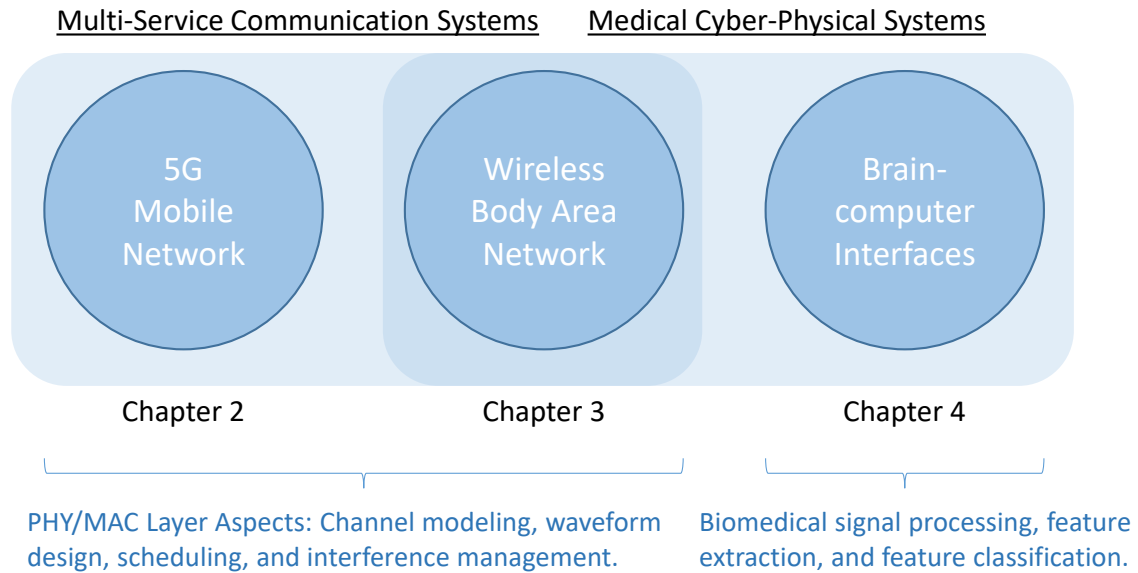 Multi-Service Communication Systems
Medical Cyber-Physical Systems
5G
Mobile
Network
Wireless
Body Area
Network
Brain-
computer
Interfaces
Chapter 2
Chapter 3
Chapter 4
PHY/MAC Layer Aspects: Channel modeling, waveform
design, scheduling, and interference management.
Biomedical signal processing, feature
extraction, and feature classification.